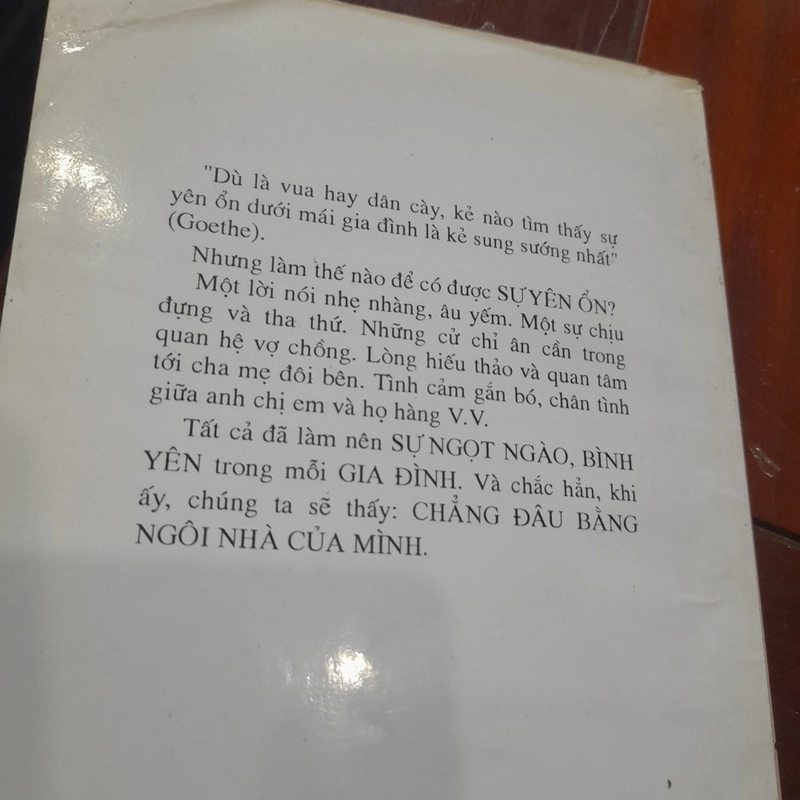 "Dù là vua hay dân cày, kẻ nào tìm thấy sự
yên ổn dưới mái gia đình là kẻ sung sướng nhất"
(Goethe).
Nhưng làm thế nào để có được SỰ YÊN ỔN?
Một lời nói nhẹ nhàng, âu yếm. Một sự chịu
đựng và tha thứ. Những cử chỉ ân cần trong
quan hệ vợ chồng. Lòng hiếu thảo và quan tâm
tới cha mẹ đôi bên. Tình cảm gắn bó, chân tình
giữa anh chị em và họ hàng V.V.
Tất cả đã làm nên SỰ NGỌT NGÀO, BÌNH
YÊN trong mỗi GIA ĐÌNH. Và chắc hẳn, khi
ấy, chúng ta sẽ thấy: CHẲNG ĐÂU BẰNG
NGÔI NHÀ CỦA MÌNH.